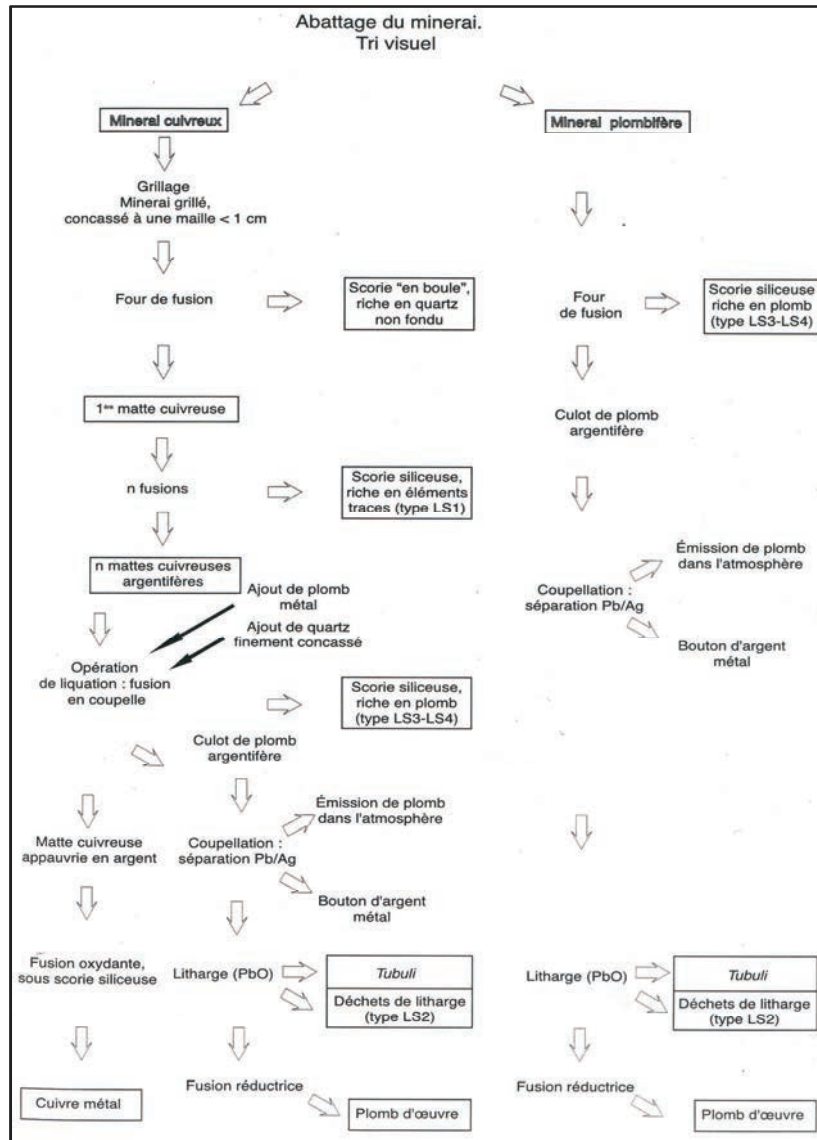 Abattage du minerai.
Tri visuel
Minerai cuivreux
Grillage
Minerai grillé,
concassé à une maille < 1 cm
Four de fusion
Scorie "en boule",
riche en quartz
non fondu
1ère matte cuivreuse
n fusions
Scorie siliceuse,
riche en éléments
traces (type LS1)
n mattes cuivreuses
argentifères
Ajout de plomb
métal
Ajout de quartz
finement concassé
Opération
de liquation : fusion
en coupelle
Scorie siliceuse,
riche en plomb
(type LS3-LS4)
Culot de plomb
argentifère
Matte cuivreuse
appauvrie en argent
Coupellation :
séparation Pb/Ag
Émission de plomb
dans l'atmosphère
Bouton d'argent
métal
Fusion oxydante,
sous scorie siliceuse
Litharge (PbO)
Tubuli
Déchets de litharge
(type LS2)
Cuivre métal
Fusion réductrice
Plomb d'œuvre
Minerai plombifère
Four
de fusion
Scorie siliceuse
riche en plomb
(type LS3-LS4)
Culot de plomb
argentifère
Coupellation :
séparation Pb/Ag
Émission de plomb
dans l'atmosphère
Bouton d'argent
métal
Litharge (PbO)
Tubuli
Déchets de litharge
(type LS2)
Fusion réductrice
Plomb d'œuvre